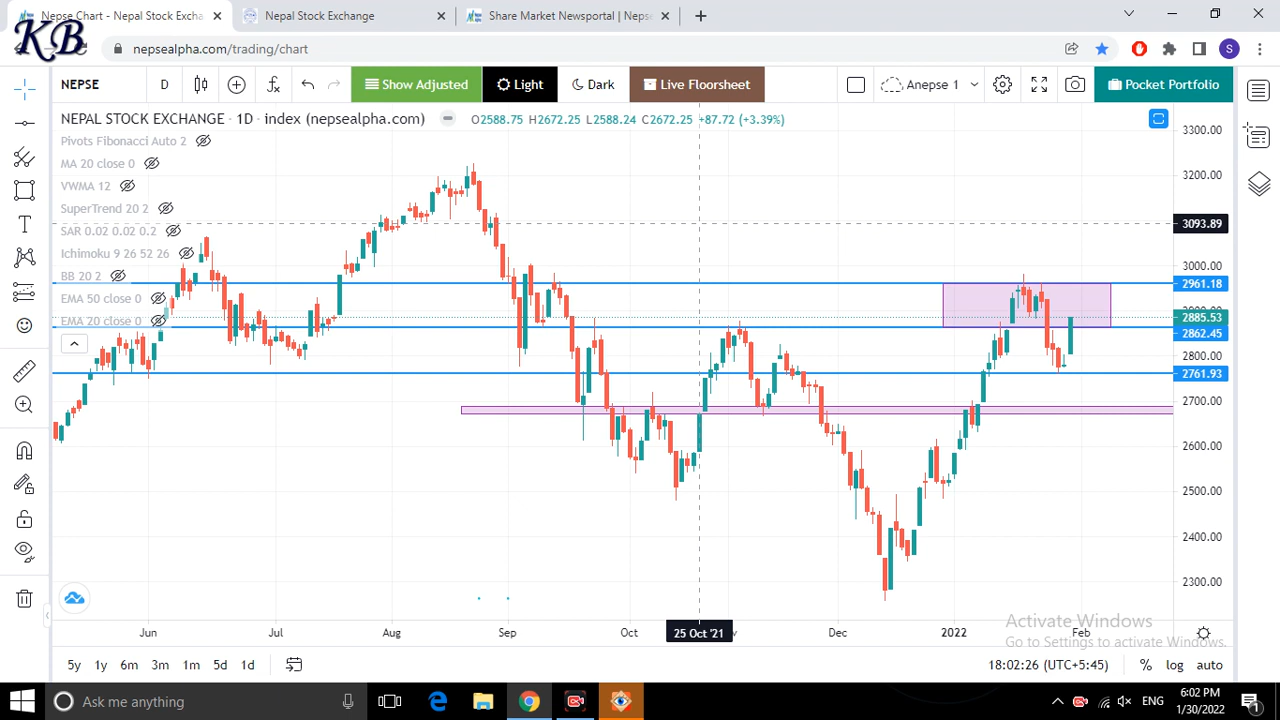 KB
Nepse Chart - Nepal Stock Excha
Nepal Stock Exchange
Share Market Newsportal | Nepse
nepsealpha.com/trading/chart
S
NEPSE
D
Show Adjusted
Light
Dark
Live Floorsheet
Anepse 1
Pocket Portfolio
NEPAL STOCK EXCHANGE · 1D · index (nepsealpha.com)
O2588.75 H2672.25 L2588.24 C2672.25 +87.72 (+3.39%)
Pivots Fibonacci Auto 2
MA 20 close 0
VWMA 12
SuperTrend 20 2
SAR 0.02 0.02 0.2
Ichimoku 9 26 52 26
BB 20 2
EMA 50 close 0
EMA 20 close 0
3300.00
3200.00
3093.89
3000.00
2961.18
2885.53
2862.45
2800.00
2761.93
2700.00
2600.00
2500.00
2400.00
2300.00
Jun
Jul
Aug
Sep
Oct
25 Oct '21
Dec
2022
Feb
Activate Windows
Go to Settings to activate Windows.
5y 1y 6m 3m 1m 5d 1d
18:02:26 (UTC+5:45)
% log auto
Ask me anything
ENG
6:02 PM
1/30/2022
1